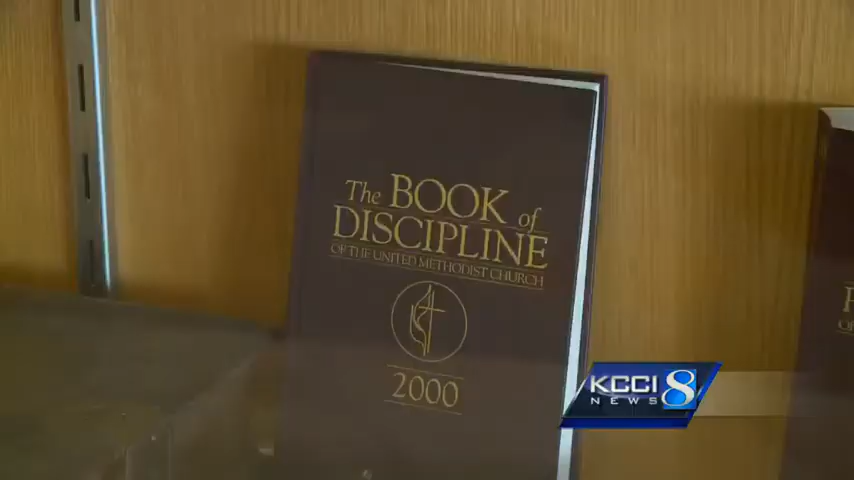 The BOOK of
DISCIPLINE
OF THE UNITED METHODIST CHURCH
2000
KCCI 8
NEWS